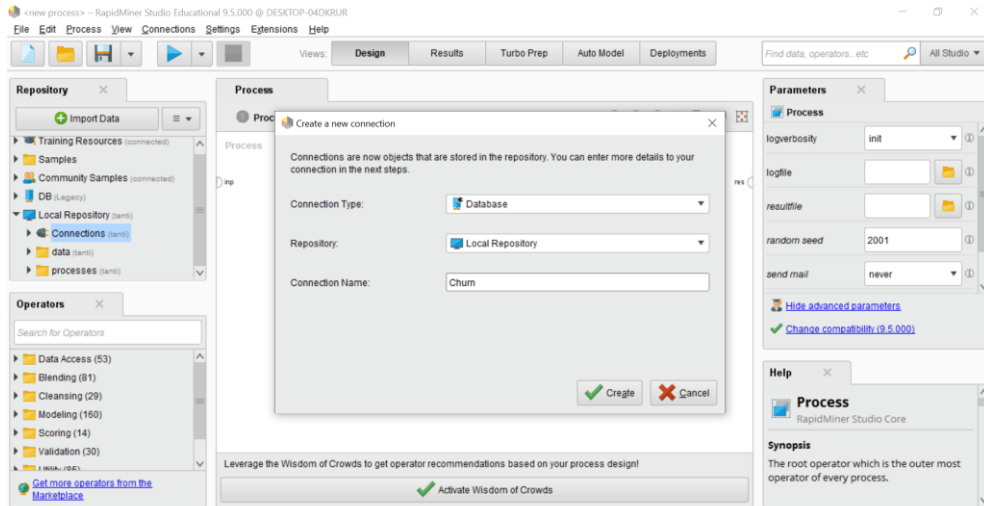 <new process> – RapidMiner Studio Educational 9.5.000 @ DESKTOP-04DKRUR
File Edit Process View Connections Settings Extensions Help
Views: Design Results Turbo Prep Auto Model Deployments
Find data, operators...etc All Studio
Repository
Import Data
Training Resources (connected)
Samples
Community Samples (connected)
DB (Legacy)
Local Repository (tanti)
Connections (tanti)
data (tanti)
processes (tanti)
Operators
Search for Operators
Data Access (53)
Blending (81)
Cleansing (29)
Modeling (160)
Scoring (14)
Validation (30)
Utility (85)
Get more operators from the
Marketplace
Process
Proc
Process
inp
res
Create a new connection
Connections are now objects that are stored in the repository. You can enter more details to your
connection in the next steps.
Connection Type: Database
Repository: Local Repository
Connection Name: Churn
Create Cancel
Leverage the Wisdom of Crowds to get operator recommendations based on your process design!
Activate Wisdom of Crowds
Parameters
Process
logverbosity init
logfile
resultfile
random seed 2001
send mail never
Hide advanced parameters
Change compatibility (9.5.000)
Help
Process
RapidMiner Studio Core
Synopsis
The root operator which is the outer most
operator of every process.